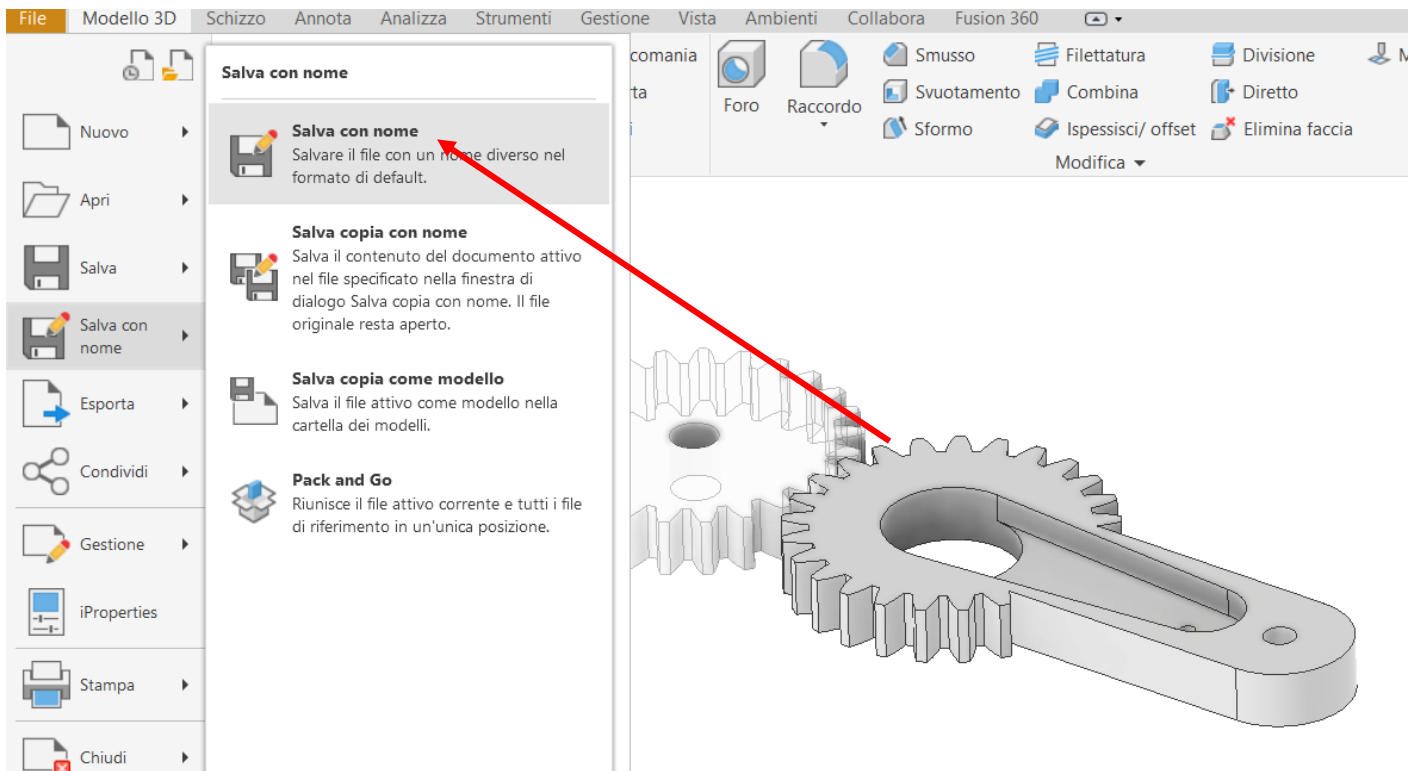 File Modello 3D Schizzo Annota Analizza Strumenti Gestione Vista Ambienti Collabora Fusion 360
Nuovo
Apri
Salva
Salva con
nome
Esporta
Condividi
Gestione
iProperties
Stampa
Chiudi
Salva con nome
Salva con nome
Salvare il file con un nome diverso nel
formato di default.
Salva copia con nome
Salva il contenuto del documento attivo
nel file specificato nella finestra di
dialogo Salva copia con nome. Il file
originale resta aperto.
Salva copia come modello
Salva il file attivo come modello nella
cartella dei modelli.
Pack and Go
Riunisce il file attivo corrente e tutti i file
di riferimento in un'unica posizione.
comania
rta
i
Foro
Raccordo
Smusso
Svuotamento
Sformo
Filettatura
Combina
Ispessisci/ offset
Divisione
Diretto
Elimina faccia
M
Modifica